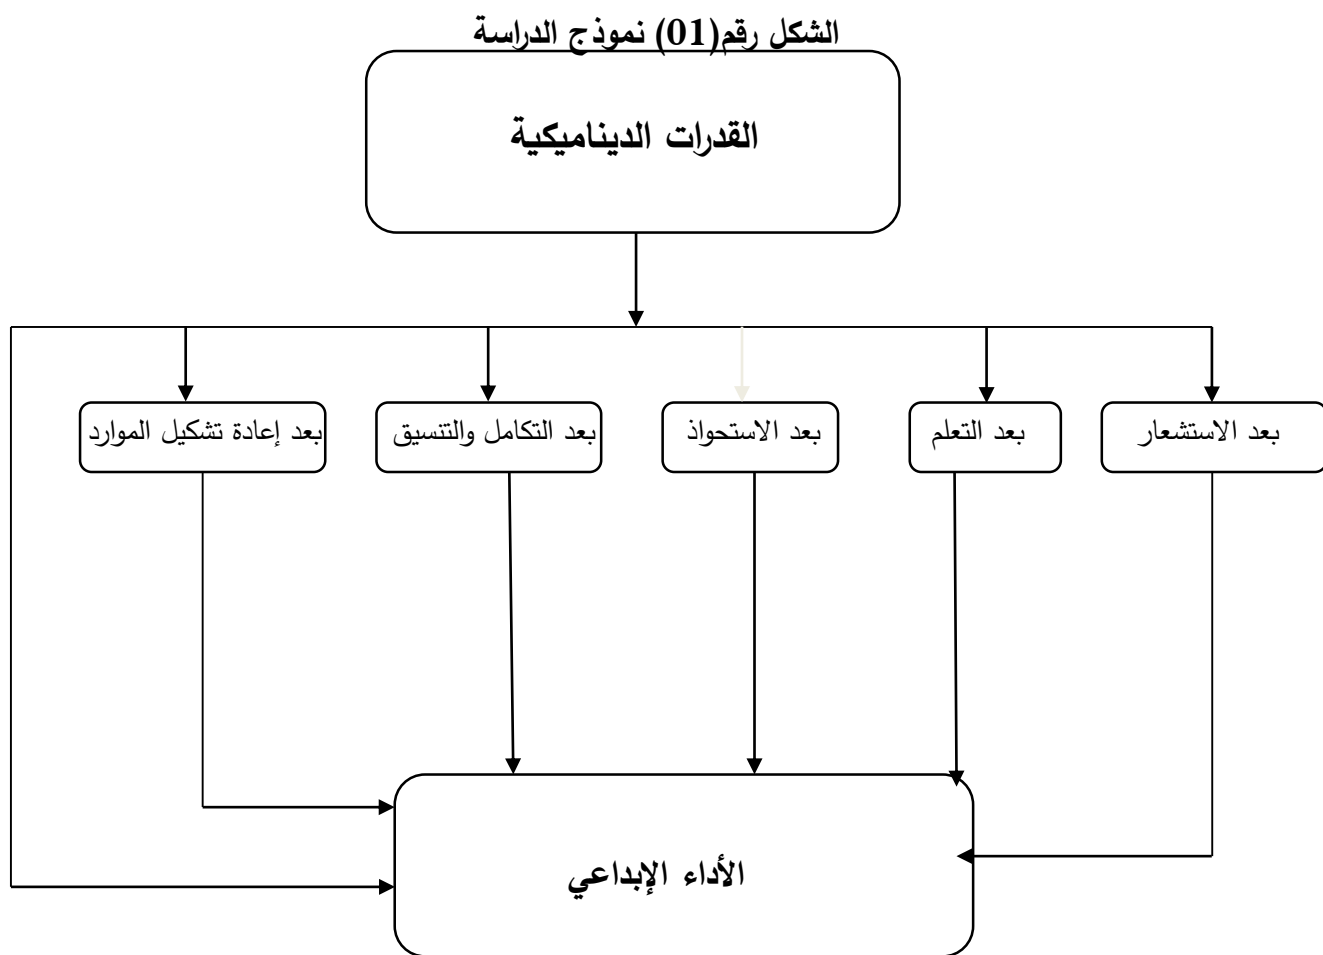 الشكل رقم(01) نموذج الدراسة
القدرات الديناميكية
بعد الاستشعار
بعد التعلم
بعد الاستحواذ
بعد التكامل والتنسيق
بعد إعادة تشكيل الموارد
الأداء الإبداعي